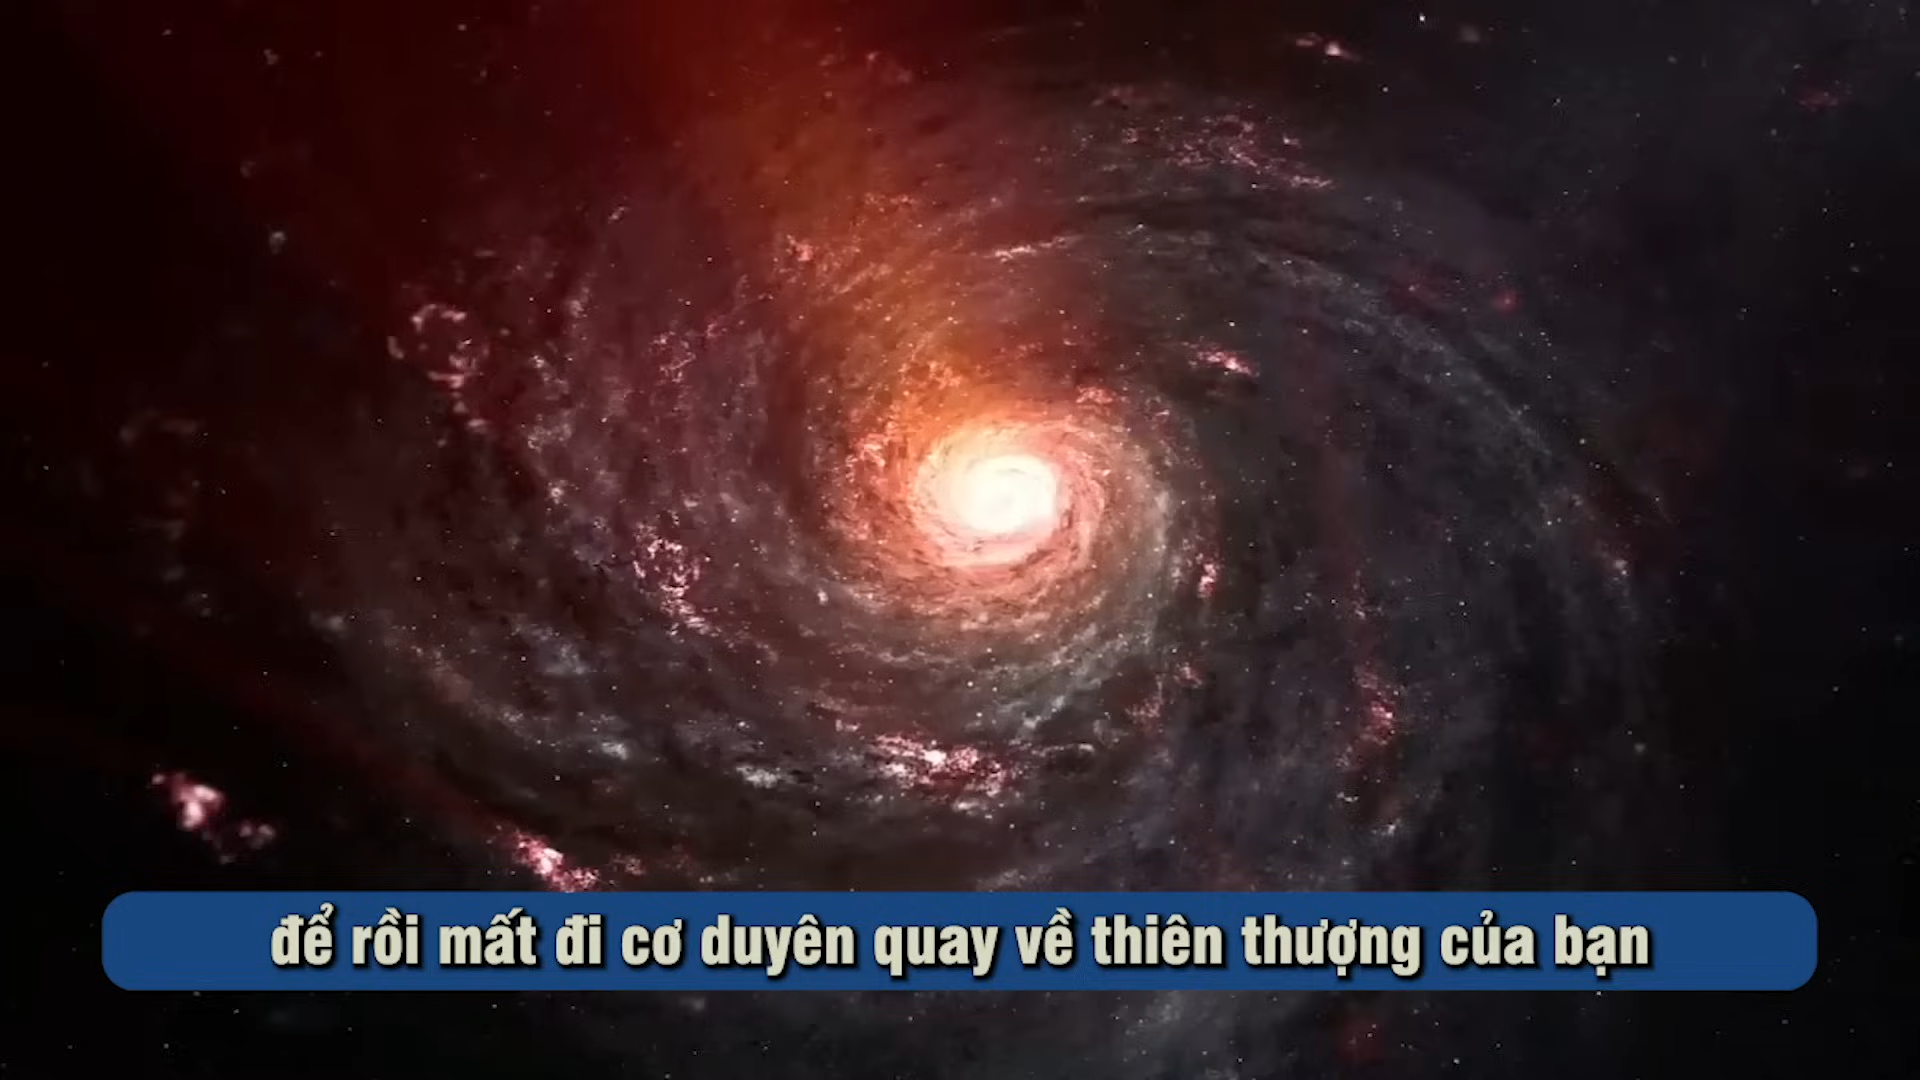 để rồi mất đi cơ duyên quay về thiên thượng của bạn